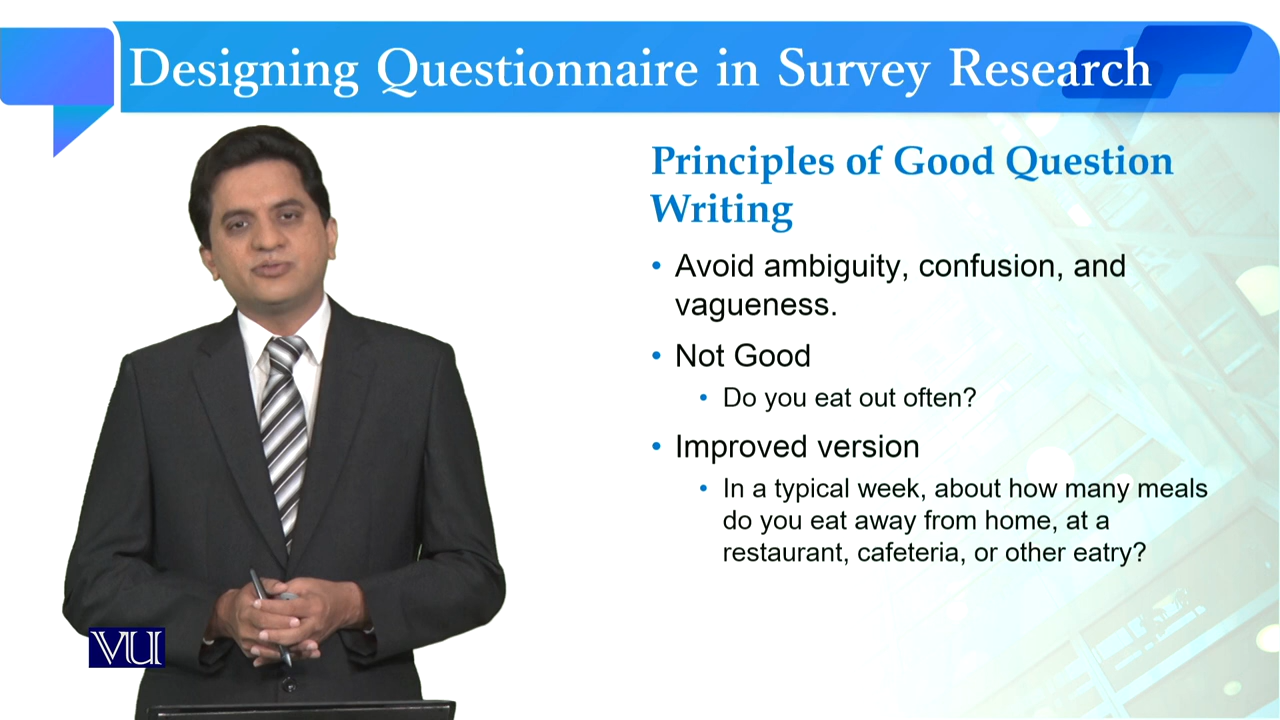 Designing Questionnaire in Survey Research
Principles of Good Question
Writing
• Avoid ambiguity, confusion, and
vagueness.
• Not Good
• Do you eat out often?
• Improved version
• In a typical week, about how many meals
do you eat away from home, at a
restaurant, cafeteria, or other eatry?
VU